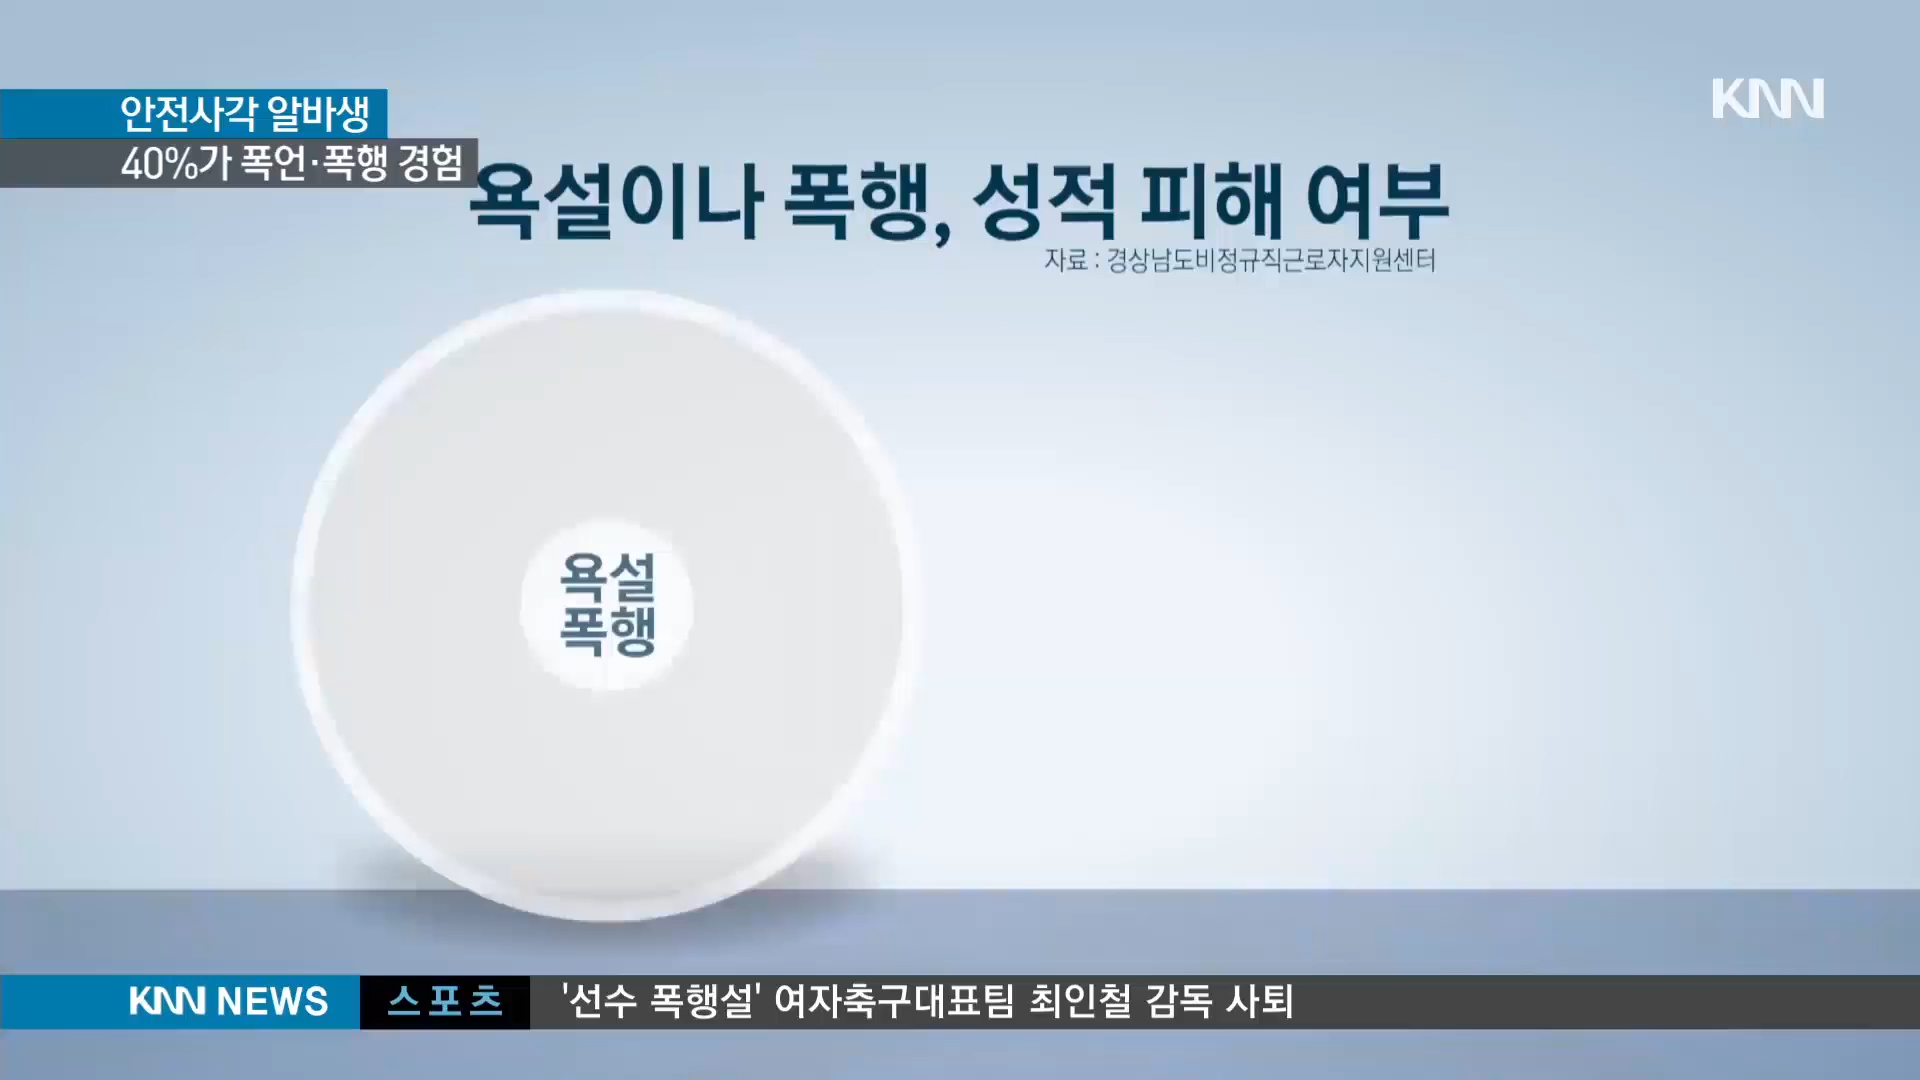 안전사각 알바생
40%가 폭언·폭행 경험
KNN
욕설이나 폭행, 성적 피해 여부
자료 : 경상남도비정규직근로자지원센터
욕설
폭행
KNN NEWS 스포츠 '선수 폭행설' 여자축구대표팀 최인철 감독 사퇴